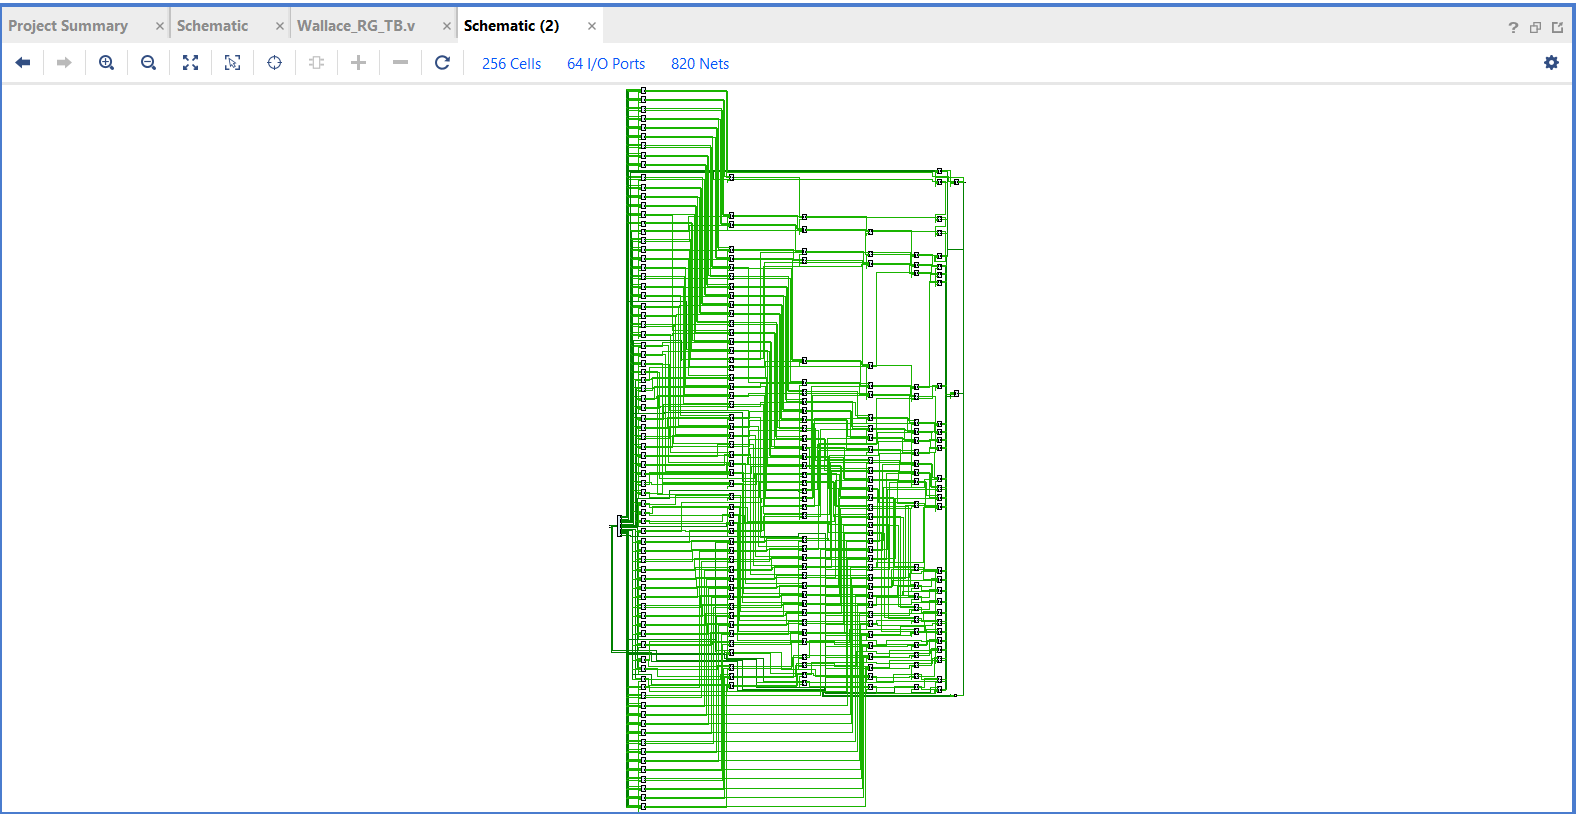 Project Summary × Schematic × Wallace_RG_TB.v × Schematic (2) × ?
256 Cells 64 I/O Ports 820 Nets